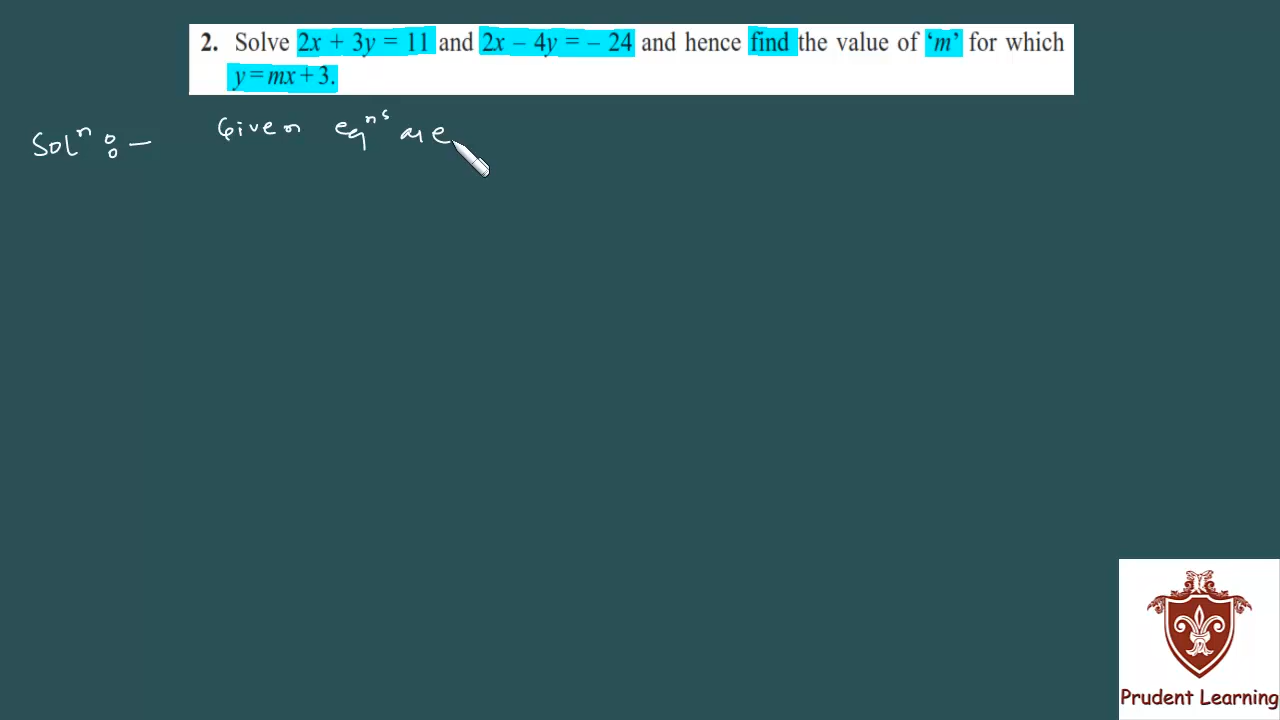 2. Solve 2x + 3y = 11 and 2x – 4y = – 24 and hence find the value of ‘m’ for which
y = mx + 3.
Solⁿ :- Given eqⁿˢ are
Prudent Learning